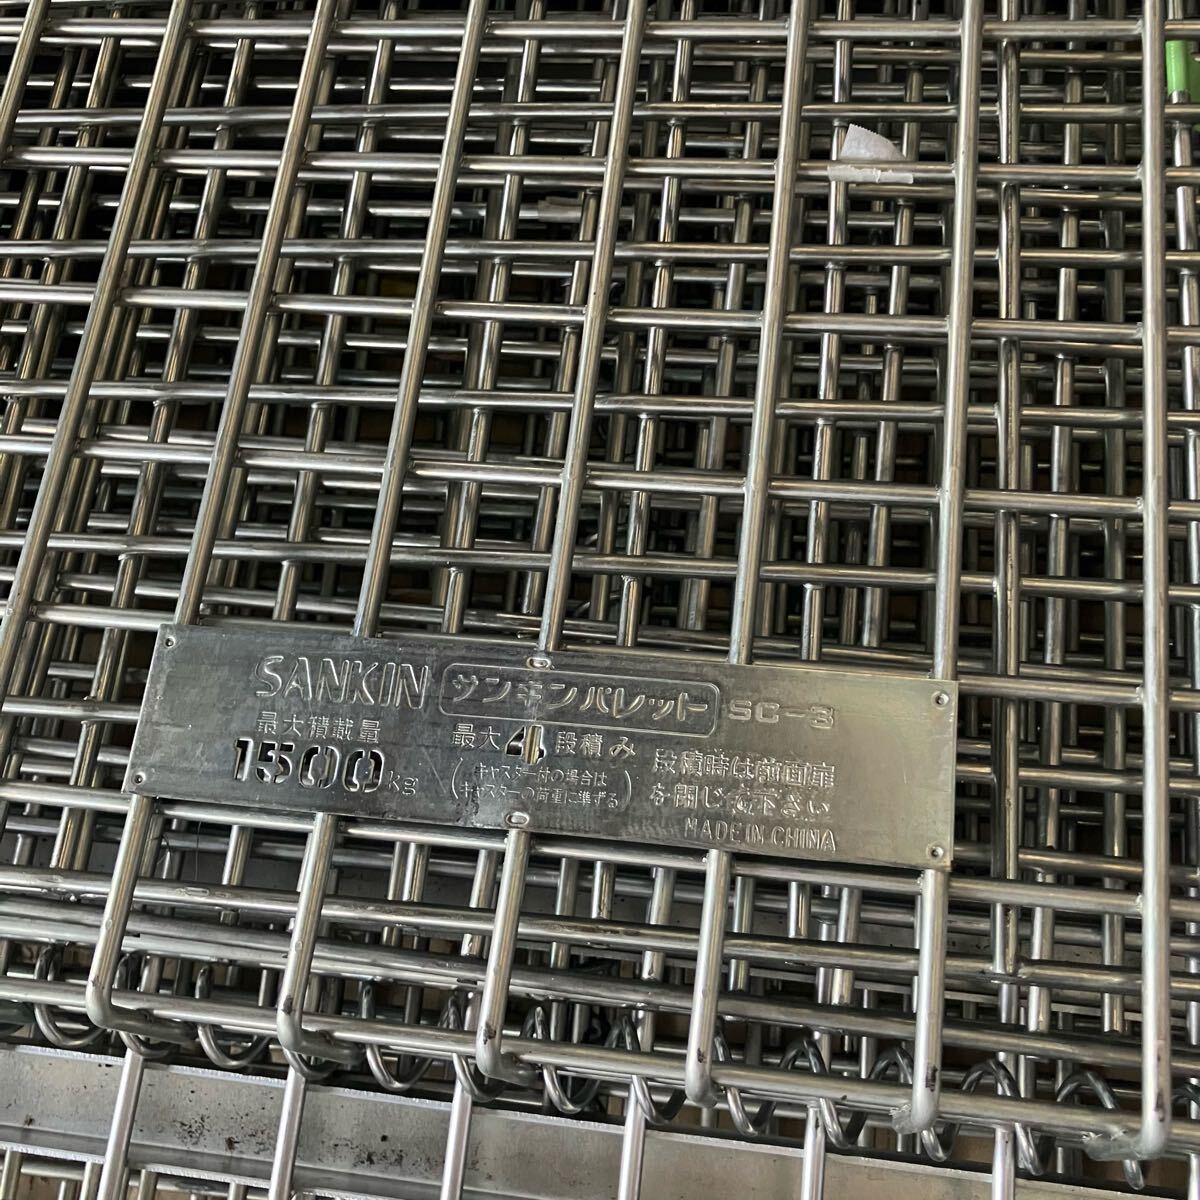 SANKIN サンキンパレット SC-3
最大積載量
1500kg
最大4段積み
(キャスター付の場合は
キャスターの荷重に準ずる)
段積時は前面扉
を閉じて下さい
MADE IN CHINA